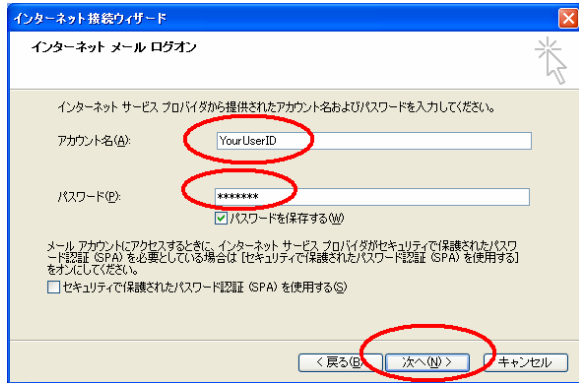 インターネット接続ウィザード
インターネット メール ログオン
インターネット サービス プロバイダから提供されたアカウント名およびパスワードを入力してください。
アカウント名(A):
YourUserID
パスワード(P):
*******
パスワードを保存する(W)
メール アカウントにアクセスするときに、インターネット サービス プロバイダがセキュリティで保護されたパスワ
ード認証 (SPA) を必要としている場合は [セキュリティで保護されたパスワード認証 (SPA) を使用する]
をオンにしてください。
セキュリティで保護されたパスワード認証 (SPA) を使用する(S)
< 戻る(B)
次へ(N) >
キャンセル